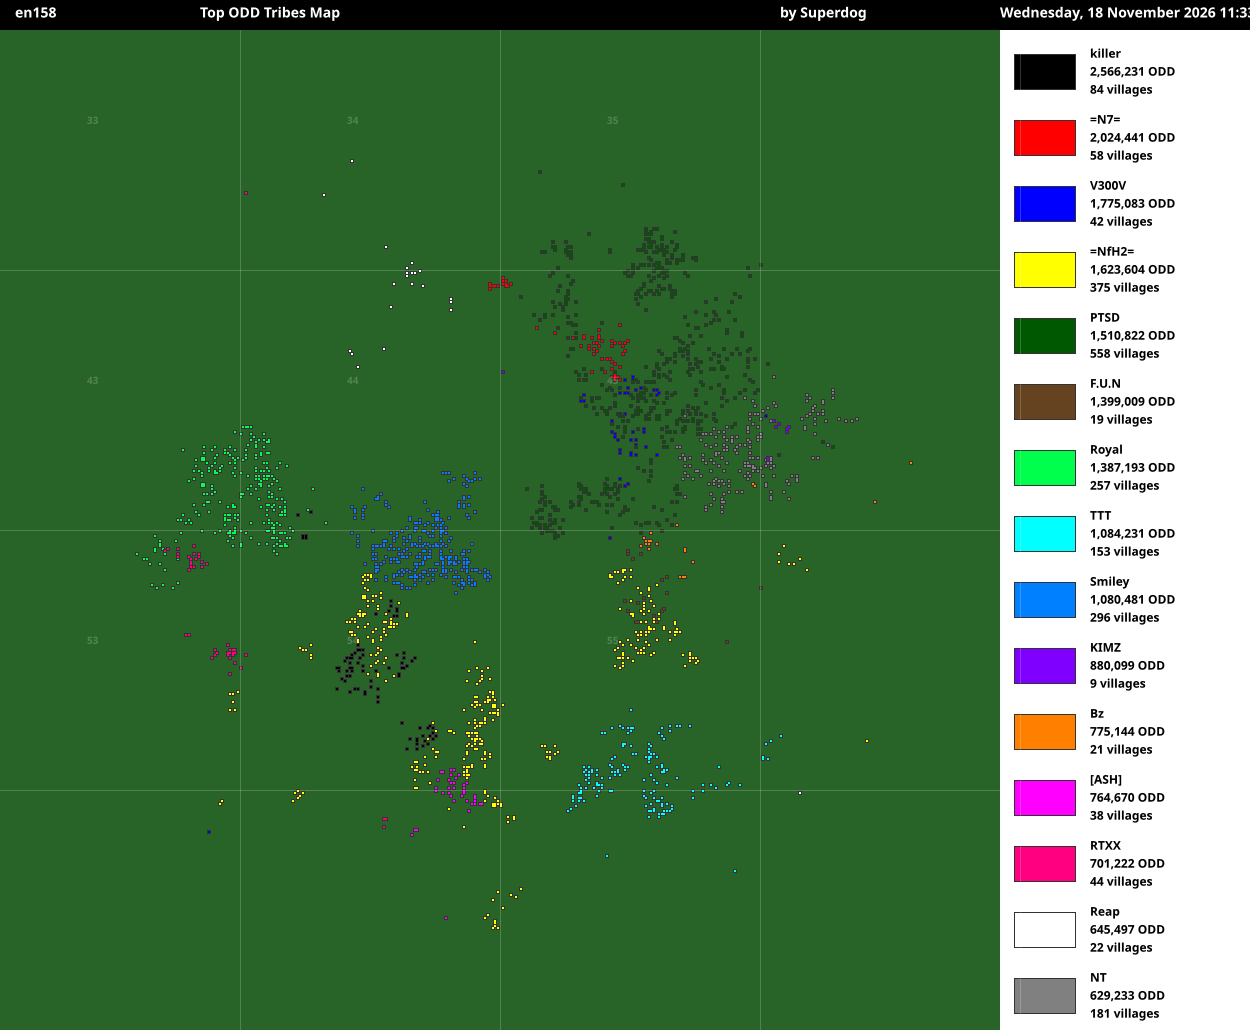 en158 Top ODD Tribes Map by Superdog Wednesday, 18 November 2026 11:33
33 34 35
43 44
53 55
killer
2,566,231 ODD
84 villages
=N7=
2,024,441 ODD
58 villages
V300V
1,775,083 ODD
42 villages
=NfH2=
1,623,604 ODD
375 villages
PTSD
1,510,822 ODD
558 villages
F.U.N
1,399,009 ODD
19 villages
Royal
1,387,193 ODD
257 villages
TTT
1,084,231 ODD
153 villages
Smiley
1,080,481 ODD
296 villages
KIMZ
880,099 ODD
9 villages
Bz
775,144 ODD
21 villages
[ASH]
764,670 ODD
38 villages
RTXX
701,222 ODD
44 villages
Reap
645,497 ODD
22 villages
NT
629,233 ODD
181 villages